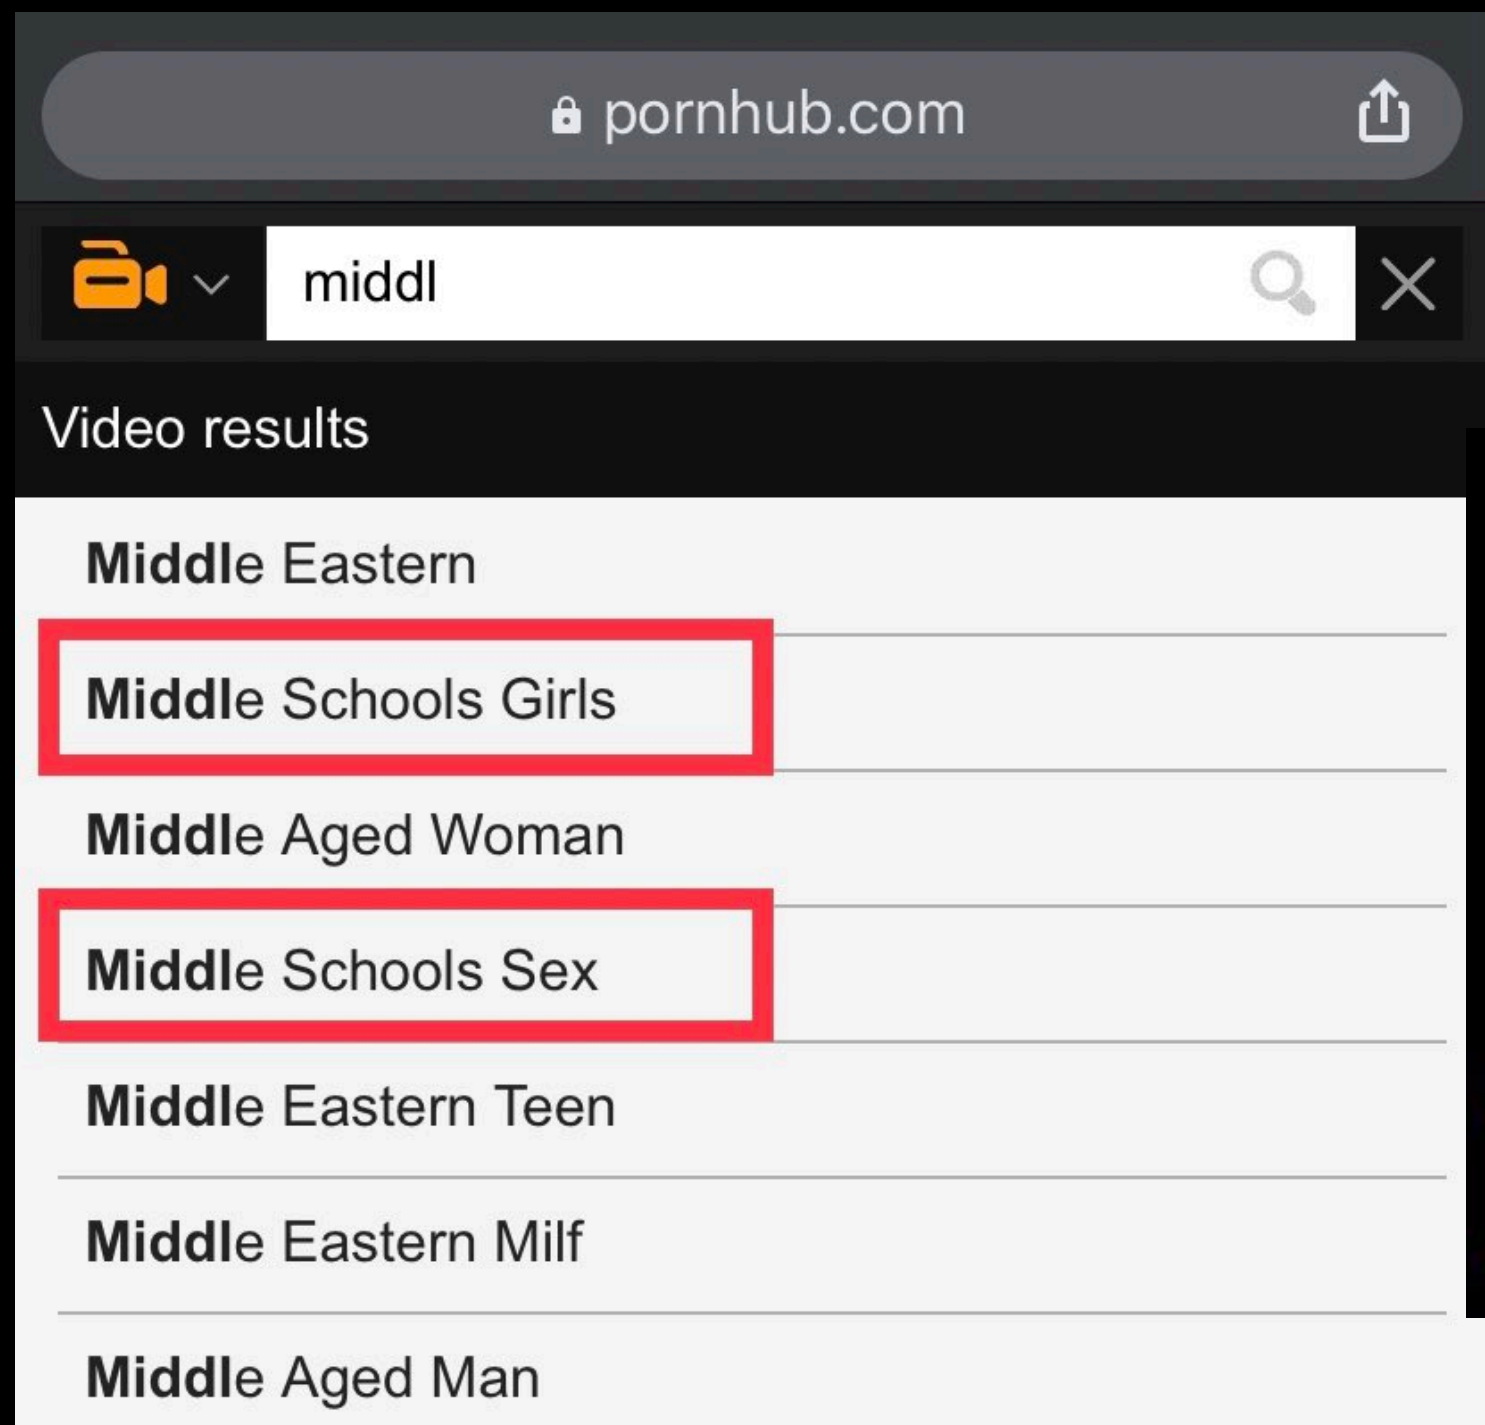 pornhub.com
middl
Video results
Middle Eastern
Middle Schools Girls
Middle Aged Woman
Middle Schools Sex
Middle Eastern Teen
Middle Eastern Milf
Middle Aged Man